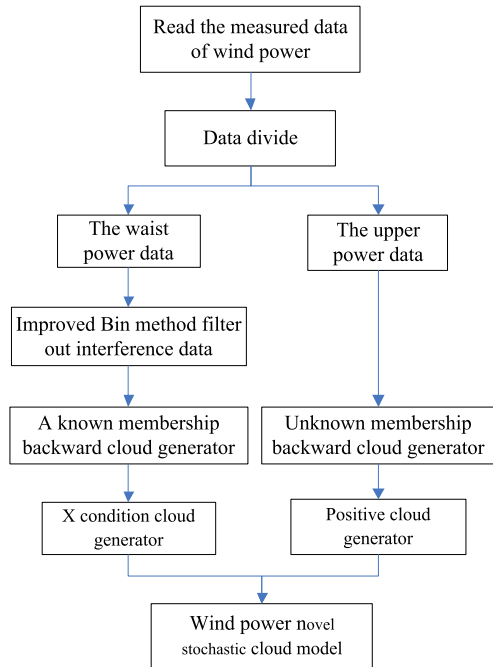 Read the measured data
of wind power
Data divide
The waist
power data
The upper
power data
Improved Bin method filter
out interference data
A known membership
backward cloud generator
Unknown membership
backward cloud generator
X condition cloud
generator
Positive cloud
generator
Wind power novel
stochastic cloud model